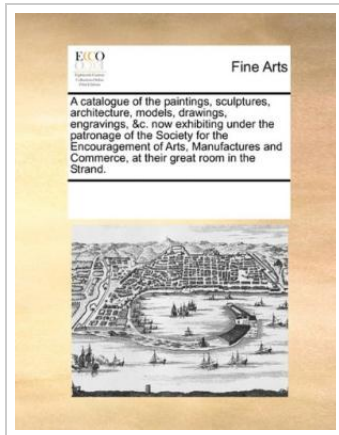 ECCO
Fine Arts
A catalogue of the paintings, sculptures,
architecture, models, drawings,
engravings, &c. now exhibiting under the
patronage of the Society for the
Encouragement of Arts, Manufactures and
Commerce, at their great room in the
Strand.